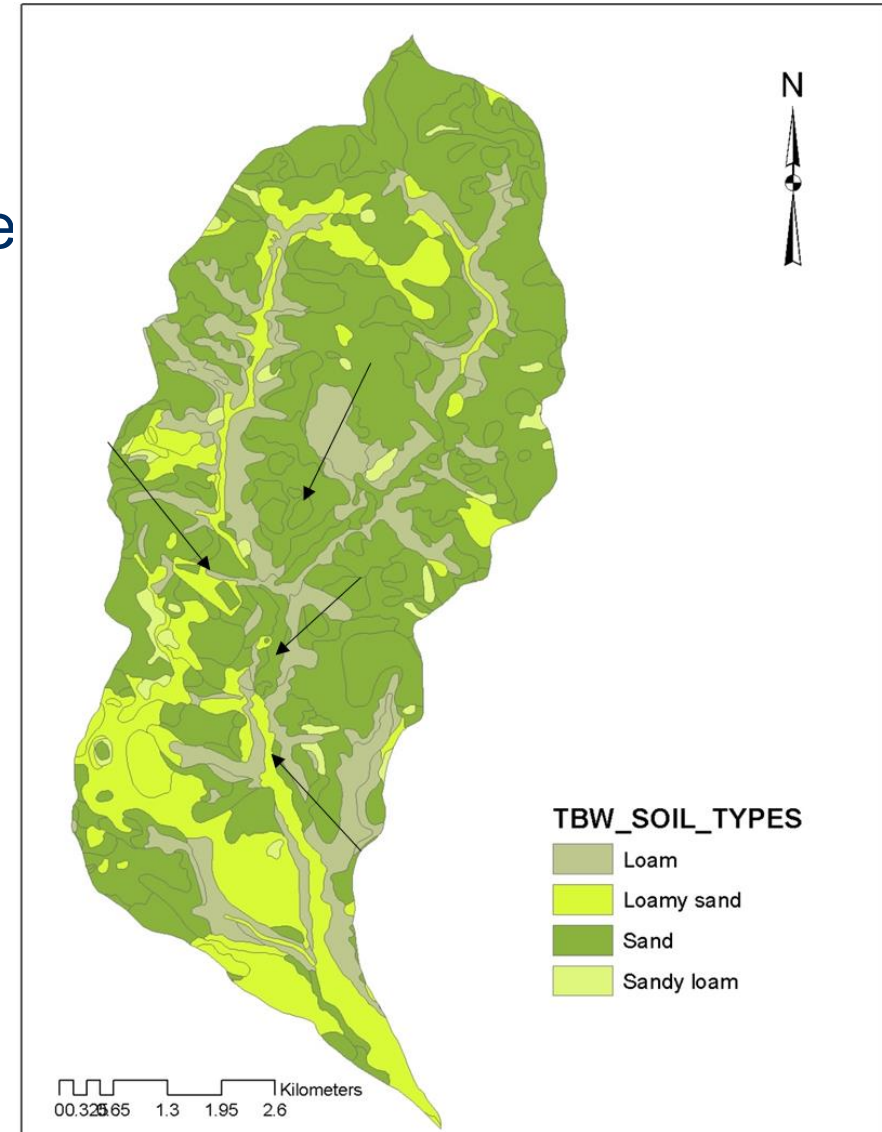 e
N
TBW_SOIL_TYPES
Loam
Loamy sand
Sand
Sandy loam
Kilometers
1.3 1.95 2.6